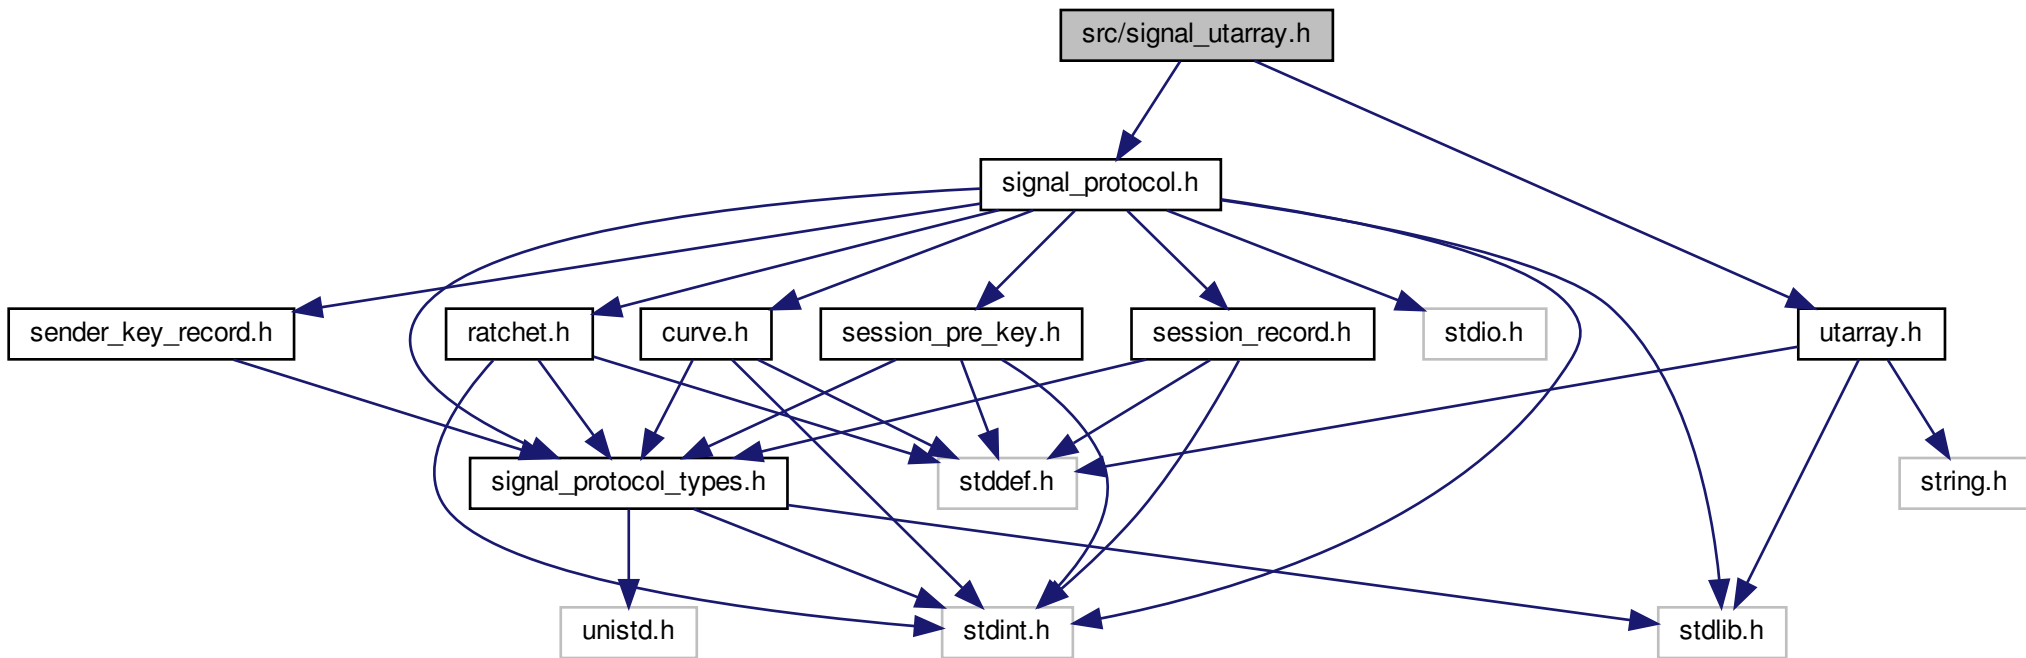 src/signal_utarray.h
signal_protocol.h
sender_key_record.h
ratchet.h
curve.h
session_pre_key.h
session_record.h
stdio.h
utarray.h
signal_protocol_types.h
stddef.h
string.h
unistd.h
stdint.h
stdlib.h